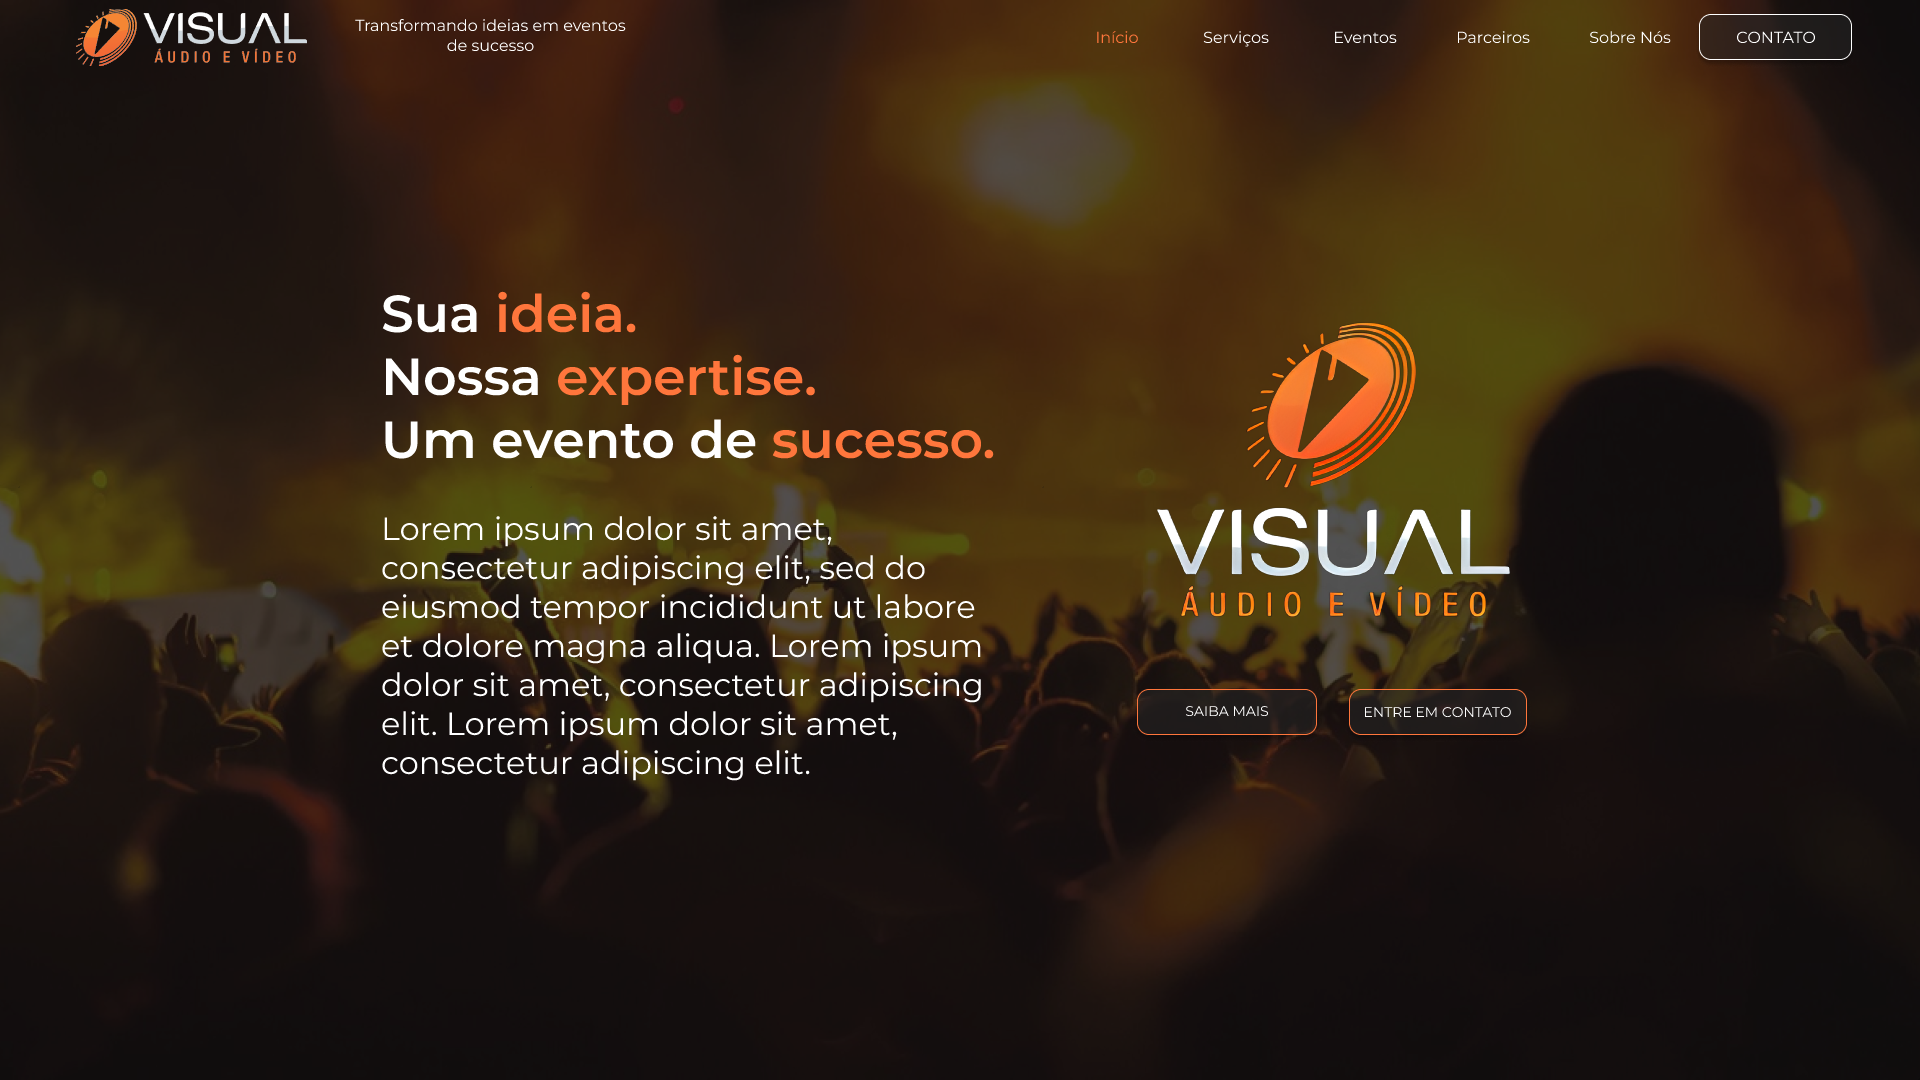 VISUAL
ÁUDIO E VÍDEO
Transformando ideias em eventos
de sucesso
Início
Serviços
Eventos
Parceiros
Sobre Nós
CONTATO
Sua ideia.
Nossa expertise.
Um evento de sucesso.
Lorem ipsum dolor sit amet,
consectetur adipiscing elit, sed do
eiusmod tempor incididunt ut labore
et dolore magna aliqua. Lorem ipsum
dolor sit amet, consectetur adipiscing
elit. Lorem ipsum dolor sit amet,
consectetur adipiscing elit.
VISUAL
ÁUDIO E VÍDEO
SAIBA MAIS
ENTRE EM CONTATO